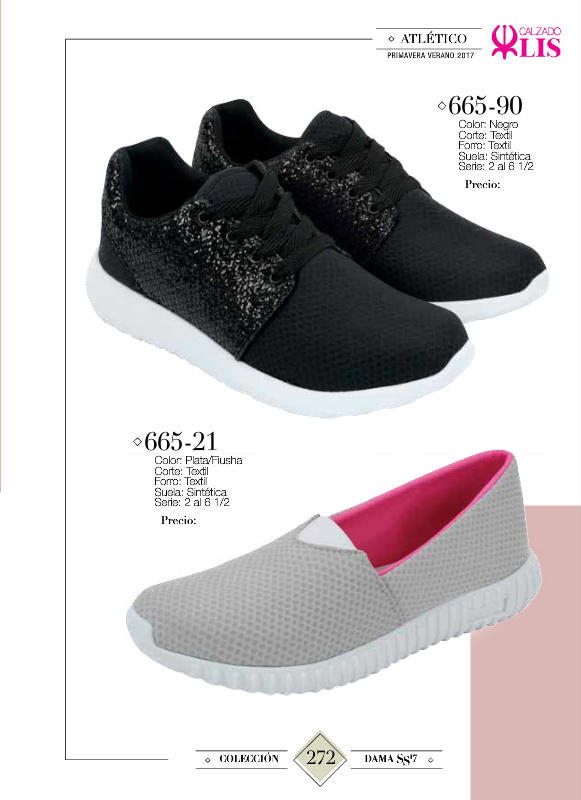 ATLÉTICO
PRIMAVERA VERANO 2017
CALZADO
LIS
665-90
Color: Negro
Corte: Textil
Forro: Textil
Suela: Sintética
Serie: 2 al 6 1/2
Precio:
665-21
Color: Plata/Fiusha
Corte: Textil
Forro: Textil
Suela: Sintética
Serie: 2 al 6 1/2
Precio:
COLECCIÓN
272
DAMA SS'17